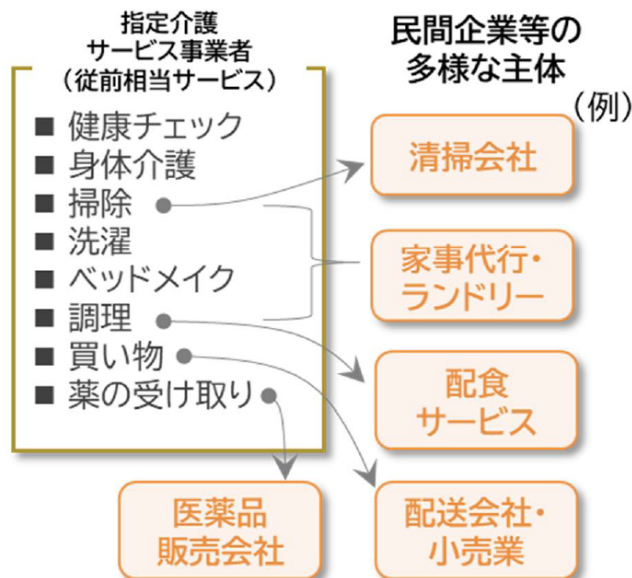 指定介護
サービス事業者
（従前相当サービス）
■ 健康チェック
■ 身体介護
■ 掃除
■ 洗濯
■ ベッドメイク
■ 調理
■ 買い物
■ 薬の受け取り
民間企業等の
多様な主体
（例）
清掃会社
家事代行・
ランドリー
配食
サービス
医薬品
販売会社
配送会社・
小売業